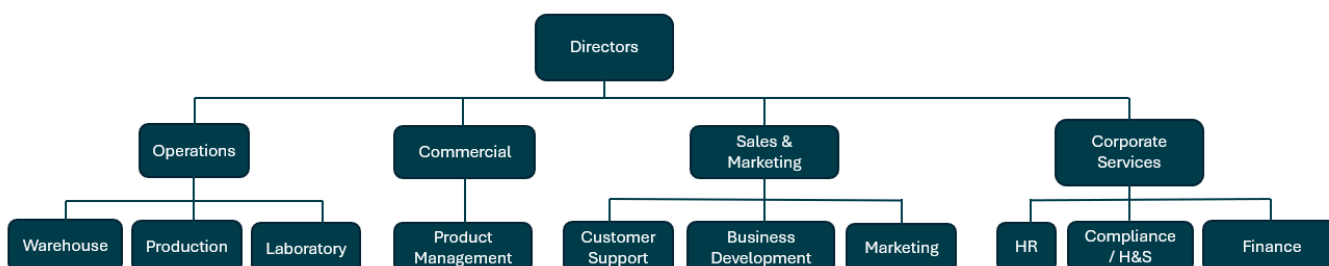 Directors
Operations
Commercial
Sales &
Marketing
Corporate
Services
Warehouse
Production
Laboratory
Product
Management
Customer
Support
Business
Development
Marketing
HR
Compliance
/ H&S
Finance